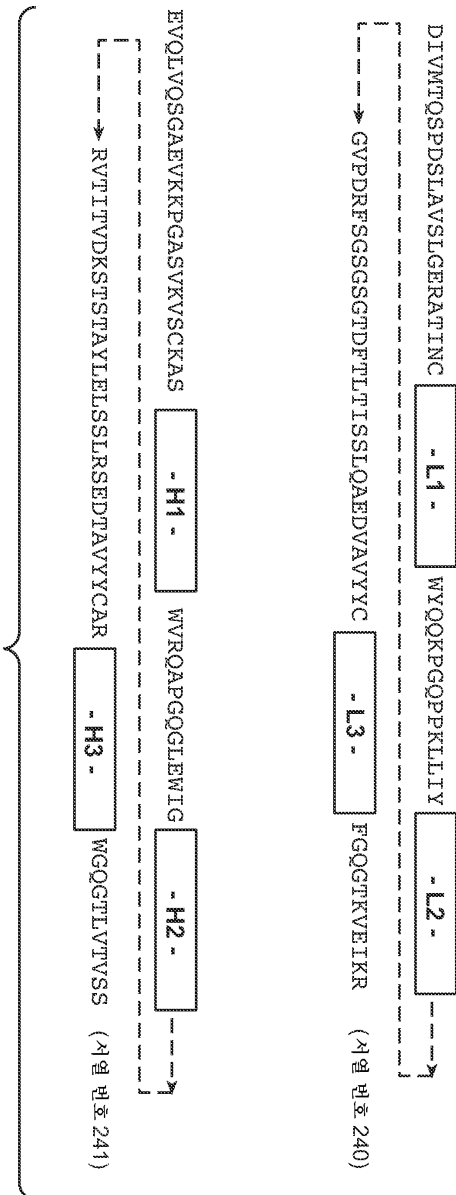 DIVMTQSPDSLAVSLGERATINC - L1 - WYQQKPGQPPKLLIY - L2 -
GVPDRFSGSGSGTDFTLTISSLQAEDVAVYYC - L3 - FGQGTKVEIKR (서열 번호 240)
EVQLVQSGAEVKKPGASVKVSCKAS - H1 - WVRQAPGQGLEWIG - H2 -
RVTITVDKSTSTAYLELSSLRSEDTAVYYCAR - H3 - WGQGTLVTVSS (서열 번호 241)